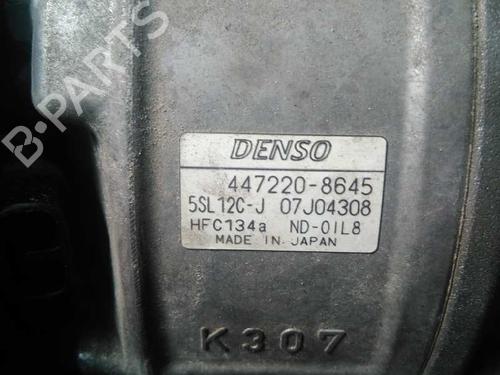 B-PARTS
DENSO
447220-8645
5SL12C-J 07J04308
HFC134a ND-OIL8
MADE IN JAPAN
K307